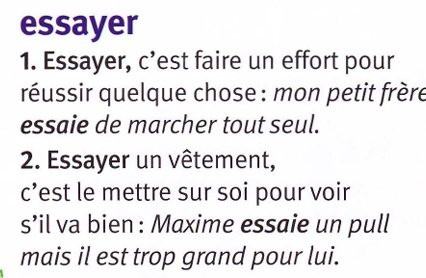 essayer
1. Essayer, c'est faire un effort pour
réussir quelque chose : mon petit frère
essaie de marcher tout seul.
2. Essayer un vêtement,
c'est le mettre sur soi pour voir
s'il va bien : Maxime essaie un pull
mais il est trop grand pour lui.